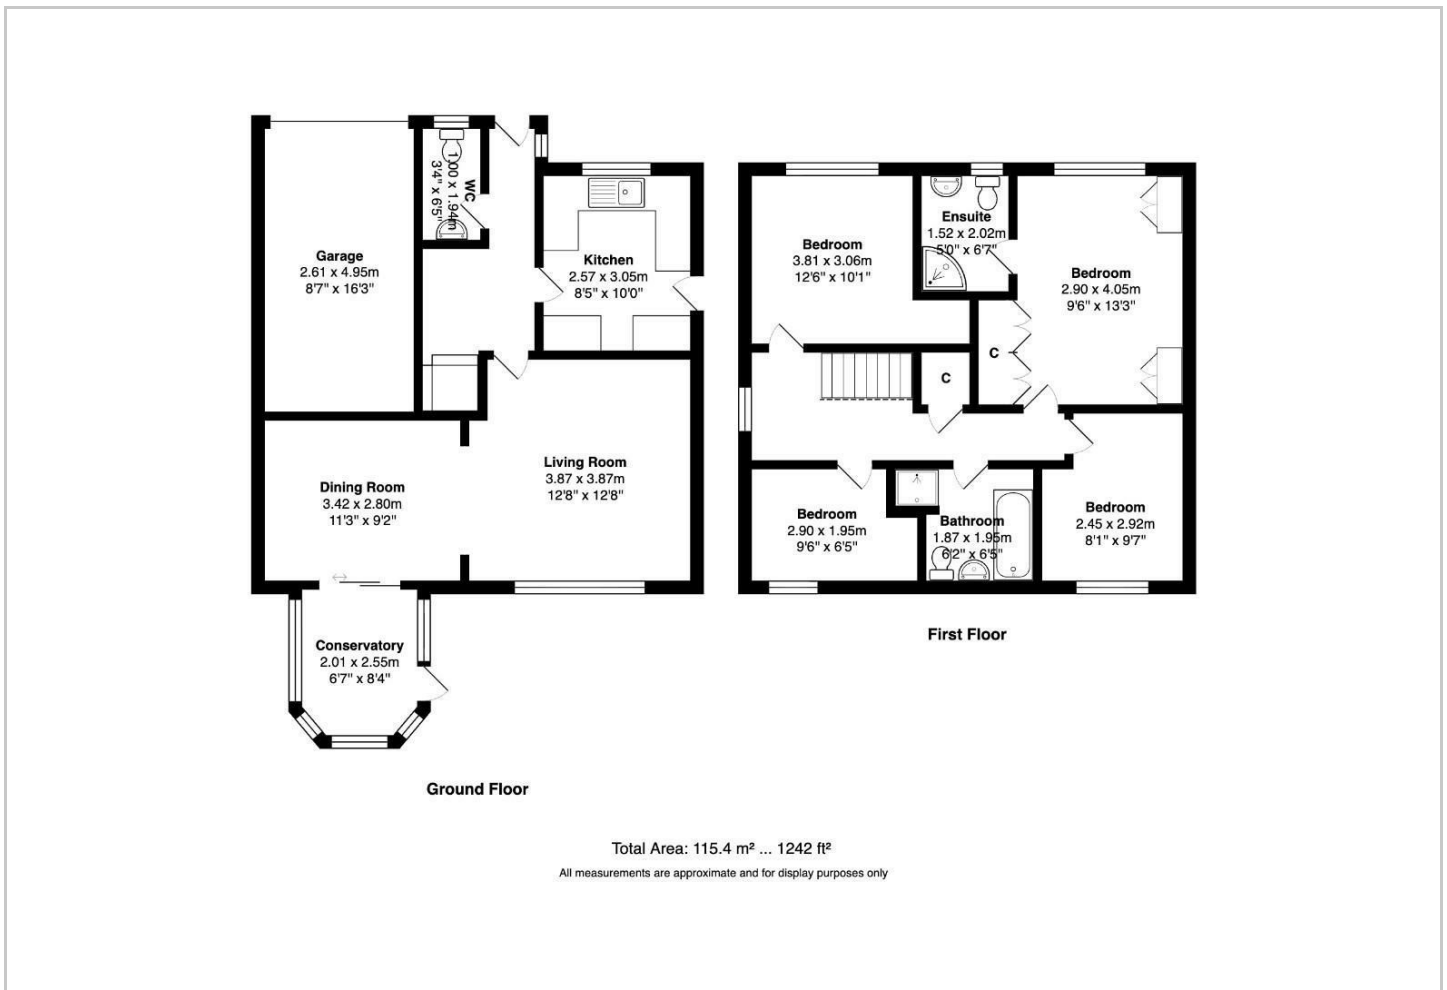 WC
1.00 x 1.94m
3'4" x 6'5"
Garage
2.61 x 4.95m
8'7" x 16'3"
Kitchen
2.57 x 3.05m
8'5" x 10'0"
Living Room
3.87 x 3.87m
12'8" x 12'8"
Dining Room
3.42 x 2.80m
11'3" x 9'2"
Conservatory
2.01 x 2.55m
6'7" x 8'4"
Ground Floor
Bedroom
3.81 x 3.06m
12'6" x 10'1"
Ensuite
1.52 x 2.02m
5'0" x 6'7"
Bedroom
2.90 x 4.05m
9'6" x 13'3"
C
C
Bedroom
2.90 x 1.95m
9'6" x 6'5"
Bathroom
1.87 x 1.95m
6'2" x 6'5"
Bedroom
2.45 x 2.92m
8'1" x 9'7"
First Floor
Total Area: 115.4 m² ... 1242 ft²
All measurements are approximate and for display purposes only